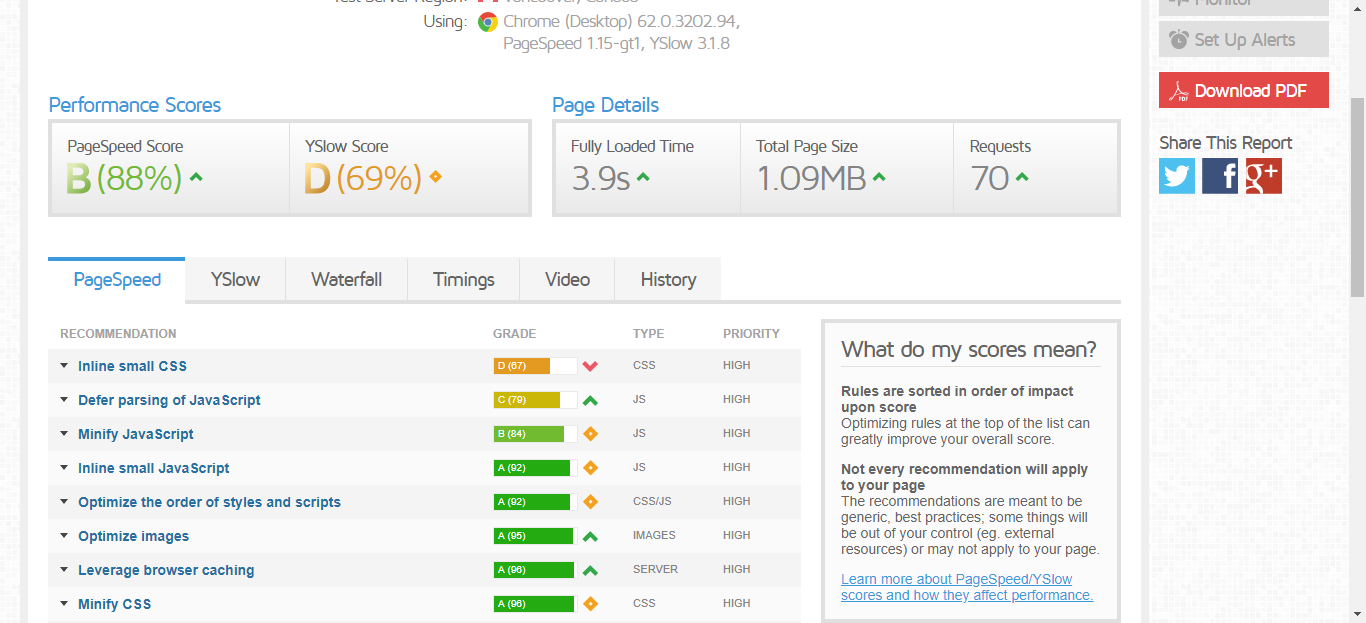 Using:
Chrome (Desktop) 62.0.3202.94,
PageSpeed 1.15-gt1, YSlow 3.1.8
Monitor
Set Up Alerts
Download PDF
Share This Report
Performance Scores
PageSpeed Score
B (88%)
YSlow Score
D (69%)
Page Details
Fully Loaded Time
3.9s
Total Page Size
1.09MB
Requests
70
PageSpeed
YSlow
Waterfall
Timings
Video
History
RECOMMENDATION GRADE TYPE PRIORITY
Inline small CSS D (67) CSS HIGH
Defer parsing of JavaScript C (79) JS HIGH
Minify JavaScript B (84) JS HIGH
Inline small JavaScript A (92) JS HIGH
Optimize the order of styles and scripts A (92) CSS/JS HIGH
Optimize images A (95) IMAGES HIGH
Leverage browser caching A (96) SERVER HIGH
Minify CSS A (96) CSS HIGH
What do my scores mean?
Rules are sorted in order of impact
upon score
Optimizing rules at the top of the list can
greatly improve your overall score.
Not every recommendation will apply
to your page
The recommendations are meant to be
generic, best practices; some things will
be out of your control (eg. external
resources) or may not apply to your page.
Learn more about PageSpeed/YSlow
scores and how they affect performance.